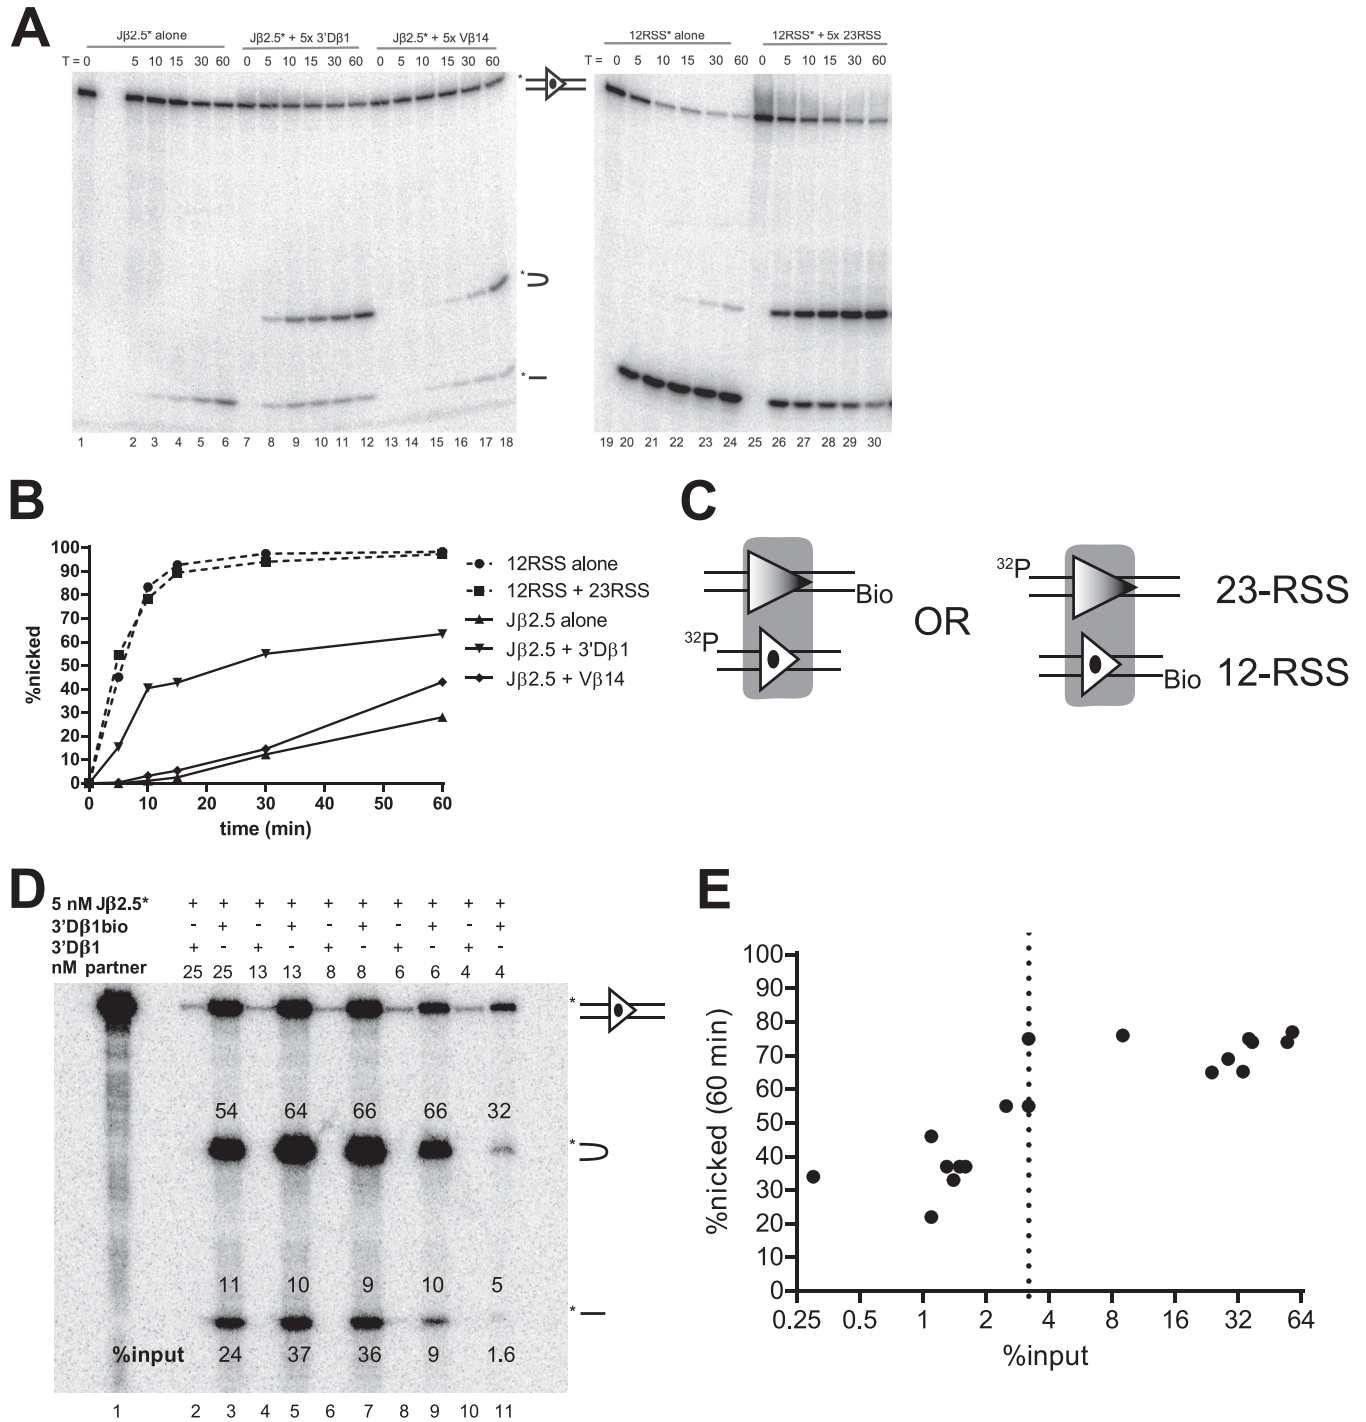 A
Jβ2.5* alone
Jβ2.5* + 5x 3'Dβ1
Jβ2.5* + 5x Vβ14
12RSS* alone
12RSS* + 5x 23RSS
T = 0 5 10 15 30 60 0 5 10 15 30 60 0 5 10 15 30 60
T = 0 5 10 15 30 60 0 5 10 15 30 60
*
*
*
1 2 3 4 5 6 7 8 9 10 11 12 13 14 15 16 17 18
19 20 21 22 23 24 25 26 27 28 29 30
B
100
90
80
70
60
50
40
30
20
10
0
%nicked
0 10 20 30 40 50 60
time (min)
12RSS alone
12RSS + 23RSS
Jβ2.5 alone
Jβ2.5 + 3'Dβ1
Jβ2.5 + Vβ14
C
Bio
32P
OR
32P
23-RSS
Bio
12-RSS
D
5 nM Jβ2.5* + + + + + + + + + +
3'Dβ1bio - + - + - + - + - +
3'Dβ1 + - + - + - + - + -
nM partner 25 25 13 13 8 8 6 6 4 4
*
54 64 66 66 32
*
11 10 9 10 5
*
%input 24 37 36 9 1.6
1 2 3 4 5 6 7 8 9 10 11
E
100
90
80
70
60
50
40
30
20
10
0
%nicked (60 min)
0.25 0.5 1 2 4 8 16 32 64
%input